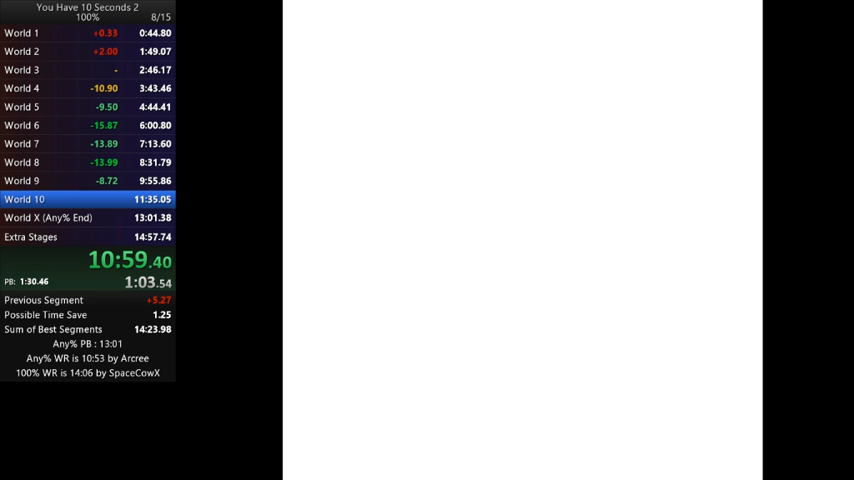 You Have 10 Seconds 2
100% 8/15
World 1 +0.33 0:44.80
World 2 +2.00 1:49.07
World 3 - 2:46.17
World 4 -10.90 3:43.46
World 5 -9.50 4:44.41
World 6 -15.87 6:00.80
World 7 -13.89 7:13.60
World 8 -13.99 8:31.79
World 9 -8.72 9:55.86
World 10 11:35.05
World X (Any% End) 13:01.38
Extra Stages 14:57.74
10:59.40
PB: 1:30.46 1:03.54
Previous Segment +5.27
Possible Time Save 1.25
Sum of Best Segments 14:23.98
Any% PB : 13:01
Any% WR is 10:53 by Arcree
100% WR is 14:06 by SpaceCowX